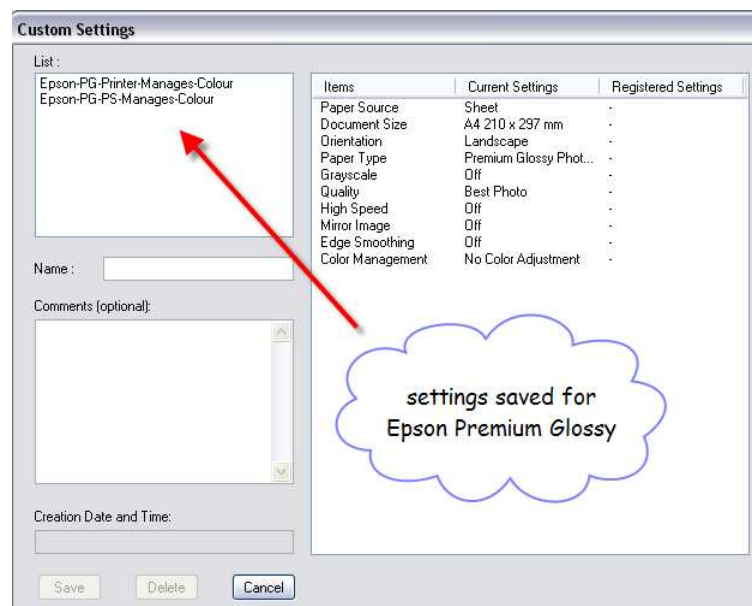 Custom Settings
List :
Epson-PG-Printer-Manages-Colour
Epson-PG-PS-Manages-Colour
Name :
Comments (optional):
Creation Date and Time:
Save Delete Cancel
Items Current Settings Registered Settings
Paper Source Sheet -
Document Size A4 210 x 297 mm -
Orientation Landscape -
Paper Type Premium Glossy Phot... -
Grayscale Off -
Quality Best Photo -
High Speed Off -
Mirror Image Off -
Edge Smoothing Off -
Color Management No Color Adjustment -
settings saved for
Epson Premium Glossy